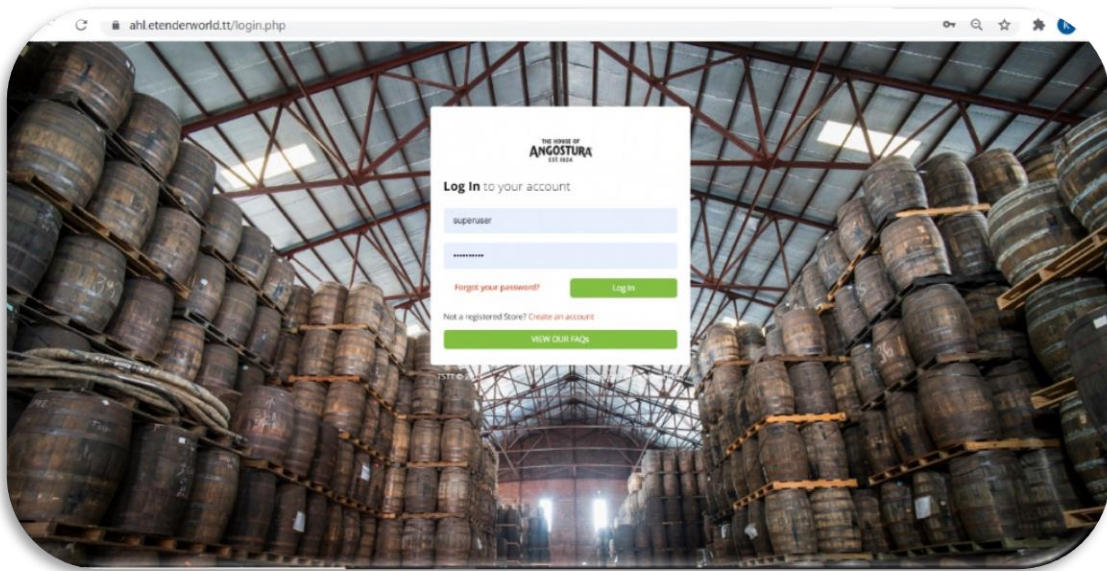 ahl.etenderworld.tt/login.php
THE HOUSE OF
ANGOSTURA
EST. 1824
Log In to your account
superuser
••••••••••
Forgot your password?
Log In
Not a registered Store? Create an account
VIEW OUR FAQs
TSTT ©